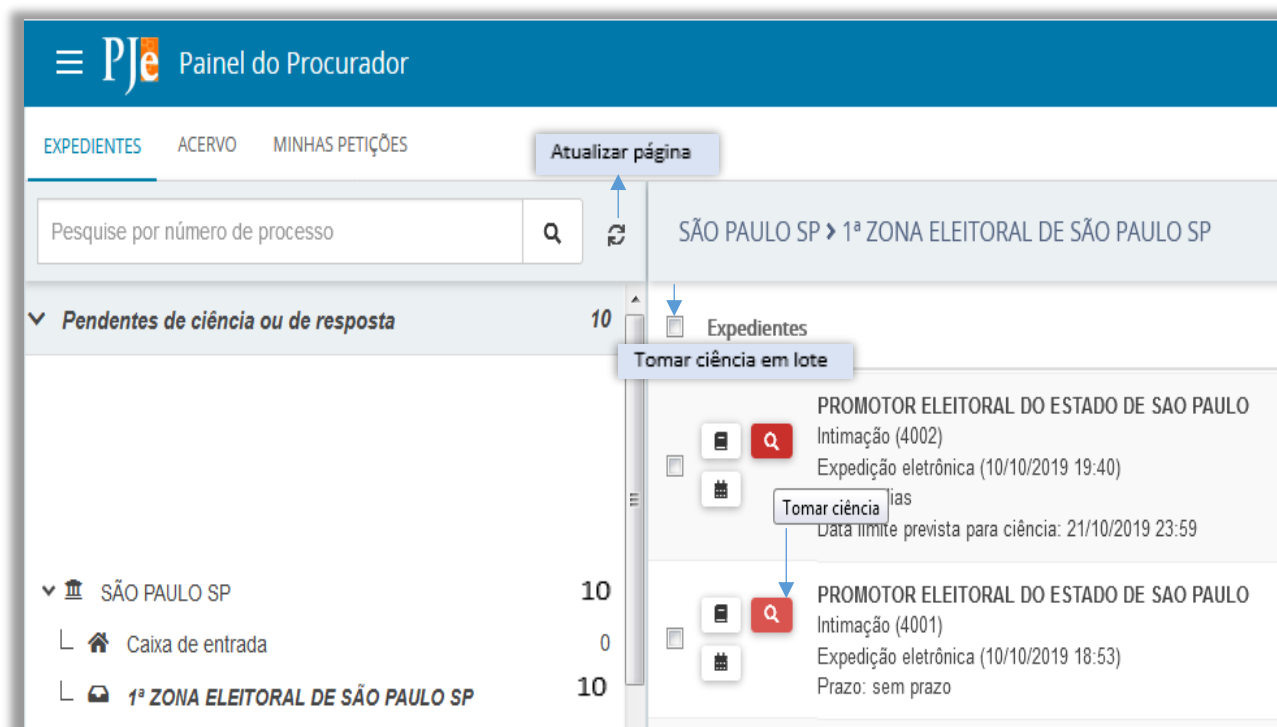 PJe Painel do Procurador
EXPEDIENTES ACERVO MINHAS PETIÇÕES
Atualizar página
Pesquise por número de processo
SÃO PAULO SP > 1ª ZONA ELEITORAL DE SÃO PAULO SP
Pendentes de ciência ou de resposta 10
Expedientes
Tomar ciência em lote
PROMOTOR ELEITORAL DO ESTADO DE SAO PAULO
Intimação (4002)
Expedição eletrônica (10/10/2019 19:40)
ias
Tomar ciência
Data limite prevista para ciência: 21/10/2019 23:59
SÃO PAULO SP 10
Caixa de entrada 0
1ª ZONA ELEITORAL DE SÃO PAULO SP 10
PROMOTOR ELEITORAL DO ESTADO DE SAO PAULO
Intimação (4001)
Expedição eletrônica (10/10/2019 18:53)
Prazo: sem prazo